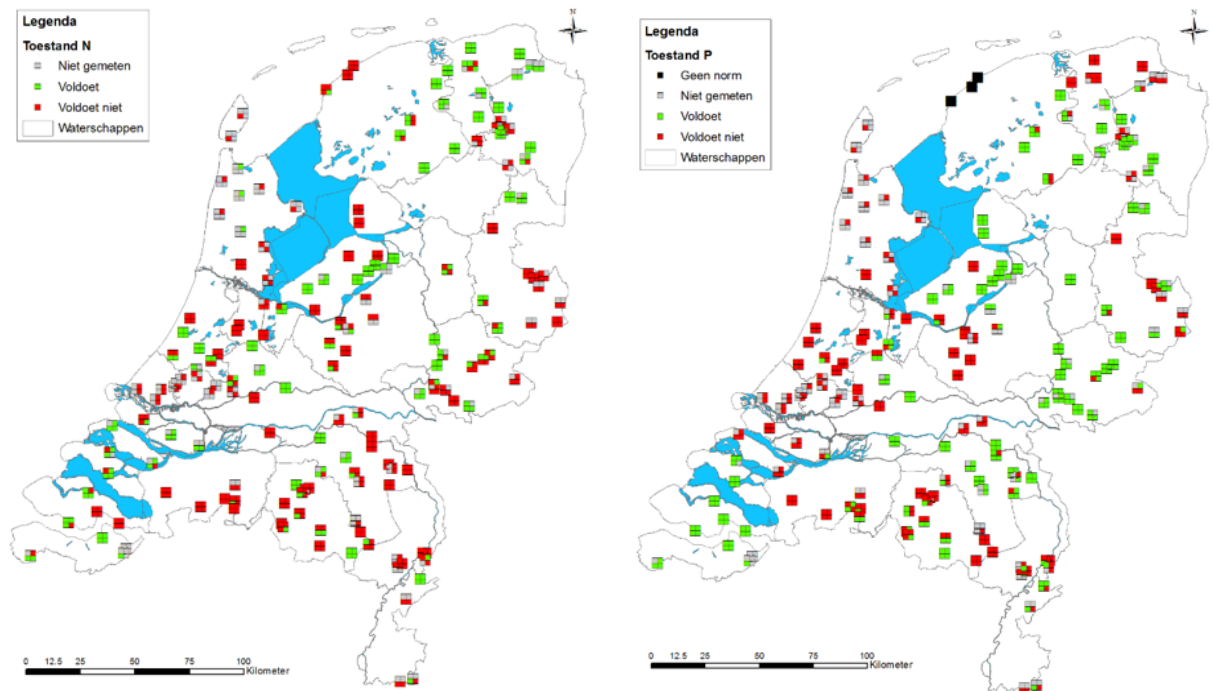 Legenda
Toestand N
Niet gemeten
Voldoet
Voldoet niet
Waterschappen
N
0 12.5 25 50 75 100
Kilometer
Legenda
Toestand P
Geen norm
Niet gemeten
Voldoet
Voldoet niet
Waterschappen
N
0 12.5 25 50 75 100
Kilometer